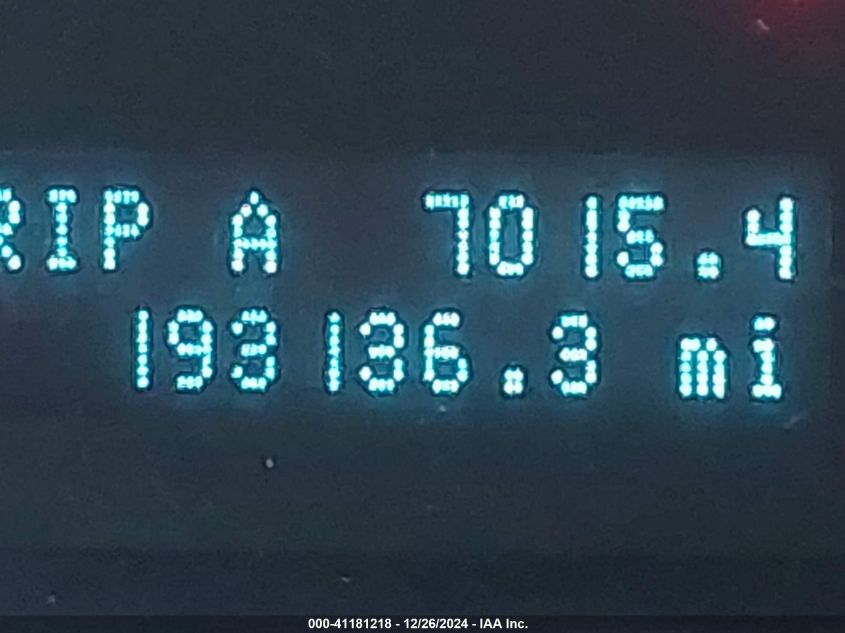 RIP A 7015.4
193136.3 mi
000-41181218 - 12/26/2024 - IAA Inc.